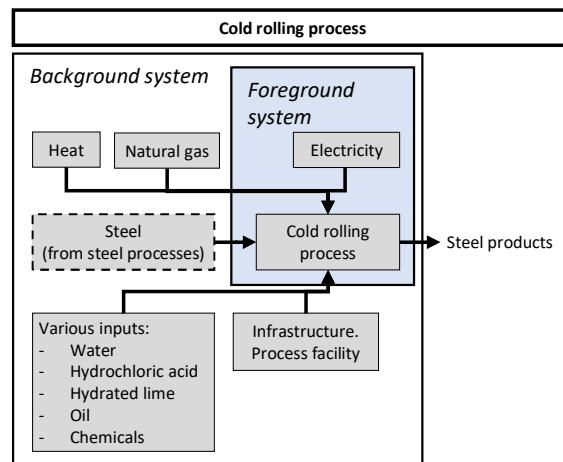 Cold rolling process
Background system
Foreground
system
Heat
Natural gas
Electricity
Steel
(from steel processes)
Cold rolling
process
Steel products
Various inputs:
- Water
- Hydrochloric acid
- Hydrated lime
- Oil
- Chemicals
Infrastructure.
Process facility